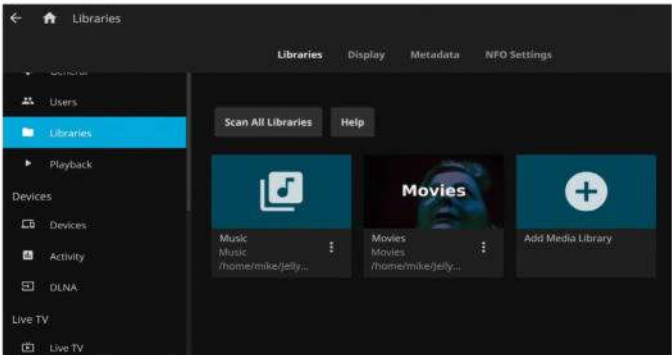 Libraries
Libraries Display Metadata NFO Settings
General
Users
Libraries
Playback
Devices
Devices
Activity
DLNA
Live TV
Live TV
Scan All Libraries Help
Music
Music
/home/mike/Jelly...
Movies
Movies
Movies
/home/mike/Jelly...
Add Media Library